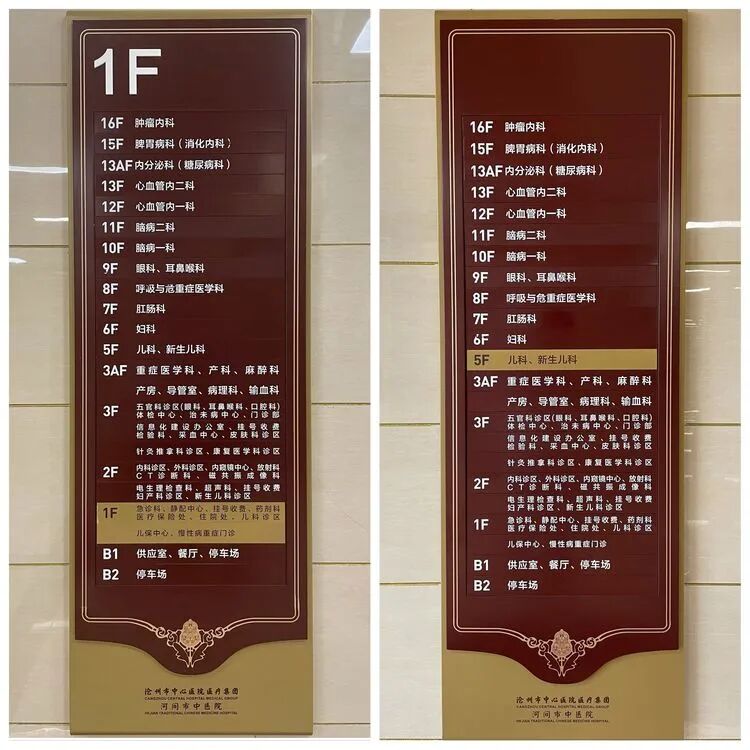 1F
16F 肿瘤内科
15F 脾胃病科（消化内科）
13AF 内分泌科（糖尿病科）
13F 心血管内二科
12F 心血管内一科
11F 脑病二科
10F 脑病一科
9F 眼科、耳鼻喉科
8F 呼吸与危重症医学科
7F 肛肠科
6F 妇科
5F 儿科、新生儿科
3AF 重症医学科、产科、麻醉科
产房、导管室、病理科、输血科
3F 五官科诊区（眼科、耳鼻喉科、口腔科）
体检中心、治未病中心、门诊部
信息化建设办公室、挂号收费
检验科、采血中心、皮肤科诊区
针灸推拿科诊区、康复医学科诊区
2F 内科诊区、外科诊区、内窥镜中心、放射科
CT诊断科、磁共振成像科
电生理检查科、超声科、挂号收费
妇产科诊区、新生儿诊区
1F 急诊科、静配中心、挂号收费、药剂科
医疗保险处、住院处、儿科诊区
儿保中心、慢性病重症门诊
B1 供应室、餐厅、停车场
B2 停车场
沧州市中心医院医疗集团
CANGZHOU CENTRAL HOSPITAL MEDICAL GROUP
河间市中医院
HEJIAN TRADITIONAL CHINESE MEDICINE HOSPITAL
16F 肿瘤内科
15F 脾胃病科（消化内科）
13AF 内分泌科（糖尿病科）
13F 心血管内二科
12F 心血管内一科
11F 脑病二科
10F 脑病一科
9F 眼科、耳鼻喉科
8F 呼吸与危重症医学科
7F 肛肠科
6F 妇科
5F 儿科、新生儿科
3AF 重症医学科、产科、麻醉科
产房、导管室、病理科、输血科
3F 五官科诊区（眼科、耳鼻喉科、口腔科）
体检中心、治未病中心、门诊部
信息化建设办公室、挂号收费
检验科、采血中心、皮肤科诊区
针灸推拿科诊区、康复医学科诊区
2F 内科诊区、外科诊区、内窥镜中心、放射科
CT诊断科、磁共振成像科
电生理检查科、超声科、挂号收费
妇产科诊区、新生儿诊区
1F 急诊科、静配中心、挂号收费、药剂科
医疗保险处、住院处、儿科诊区
儿保中心、慢性病重症门诊
B1 供应室、餐厅、停车场
B2 停车场
沧州市中心医院医疗集团
CANGZHOU CENTRAL HOSPITAL MEDICAL GROUP
河间市中医院
HEJIAN TRADITIONAL CHINESE MEDICINE HOSPITAL